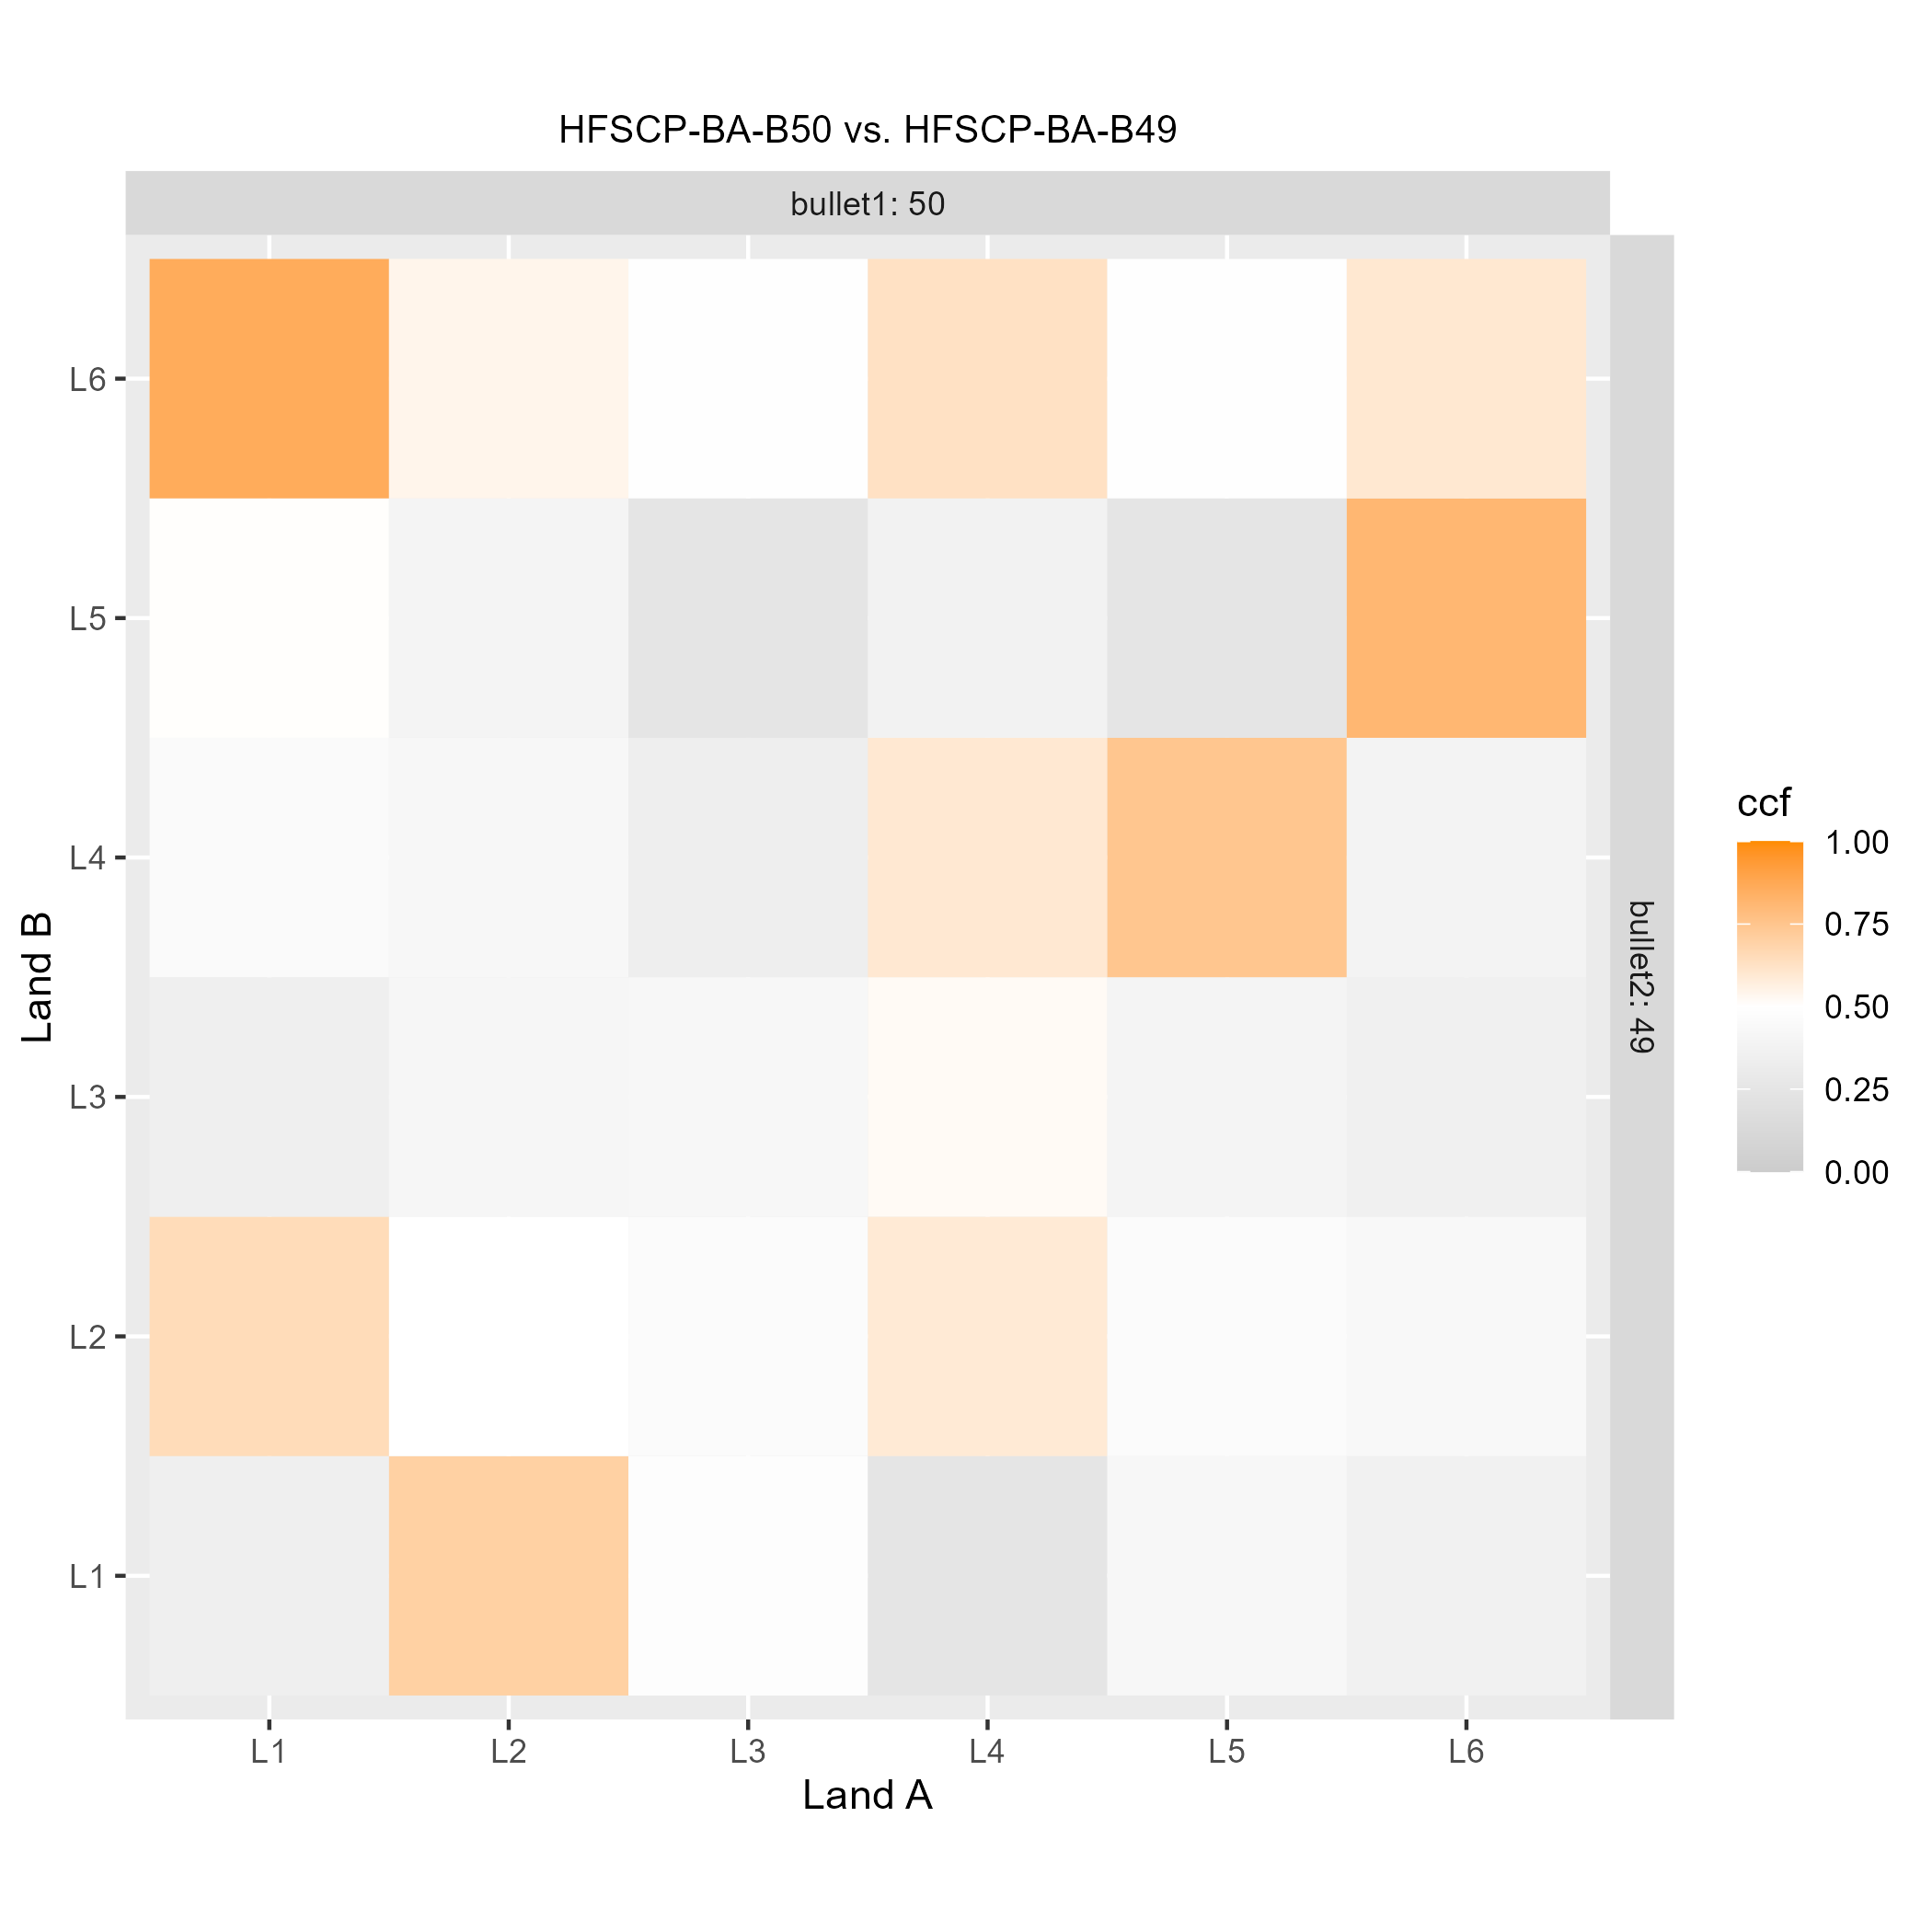 HFSCP-BA-B50 vs. HFSCP-BA-B49
bullet1: 50
L6
L5
L4
L3
L2
L1
Land B
bullet2: 49
L1 L2 L3 L4 L5 L6
Land A
ccf
1.00
0.75
0.50
0.25
0.00